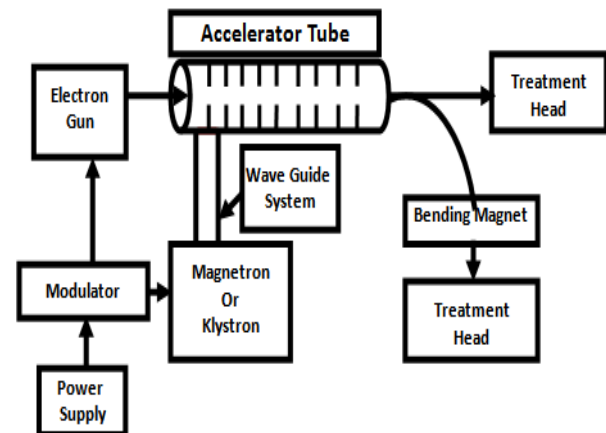 Accelerator Tube
Electron
Gun
Treatment
Head
Wave Guide
System
Bending Magnet
Modulator
Magnetron
Or
Klystron
Treatment
Head
Power
Supply